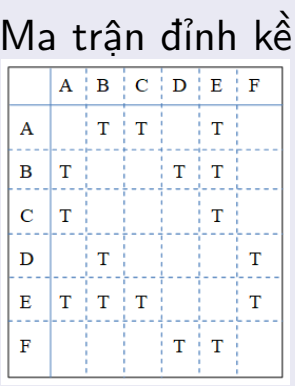 Ma trận đỉnh kề
A B C D E F
A T T T
B T T T
C T T
D T T
E T T T T
F T T